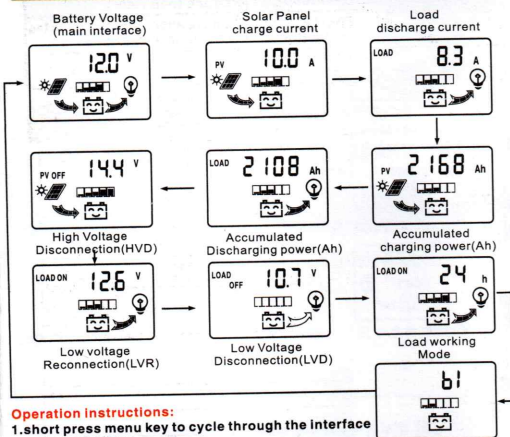 Battery Voltage
(main interface)
Solar Panel
charge current
Load
discharge current
12.0 V
PV 10.0 A
LOAD 8.3 A
PV OFF 14.4 V
LOAD 2108 Ah
PV 2168 Ah
High Voltage
Disconnection(HVD)
Accumulated
Discharging power(Ah)
Accumulated
charging power(Ah)
LOAD ON 12.6 V
LOAD OFF 10.7 V
LOAD ON 24 h
Low voltage
Reconnection(LVR)
Low Voltage
Disconnection(LVD)
Load working
Mode
b1
Operation instructions:
1.short press menu key to cycle through the interface